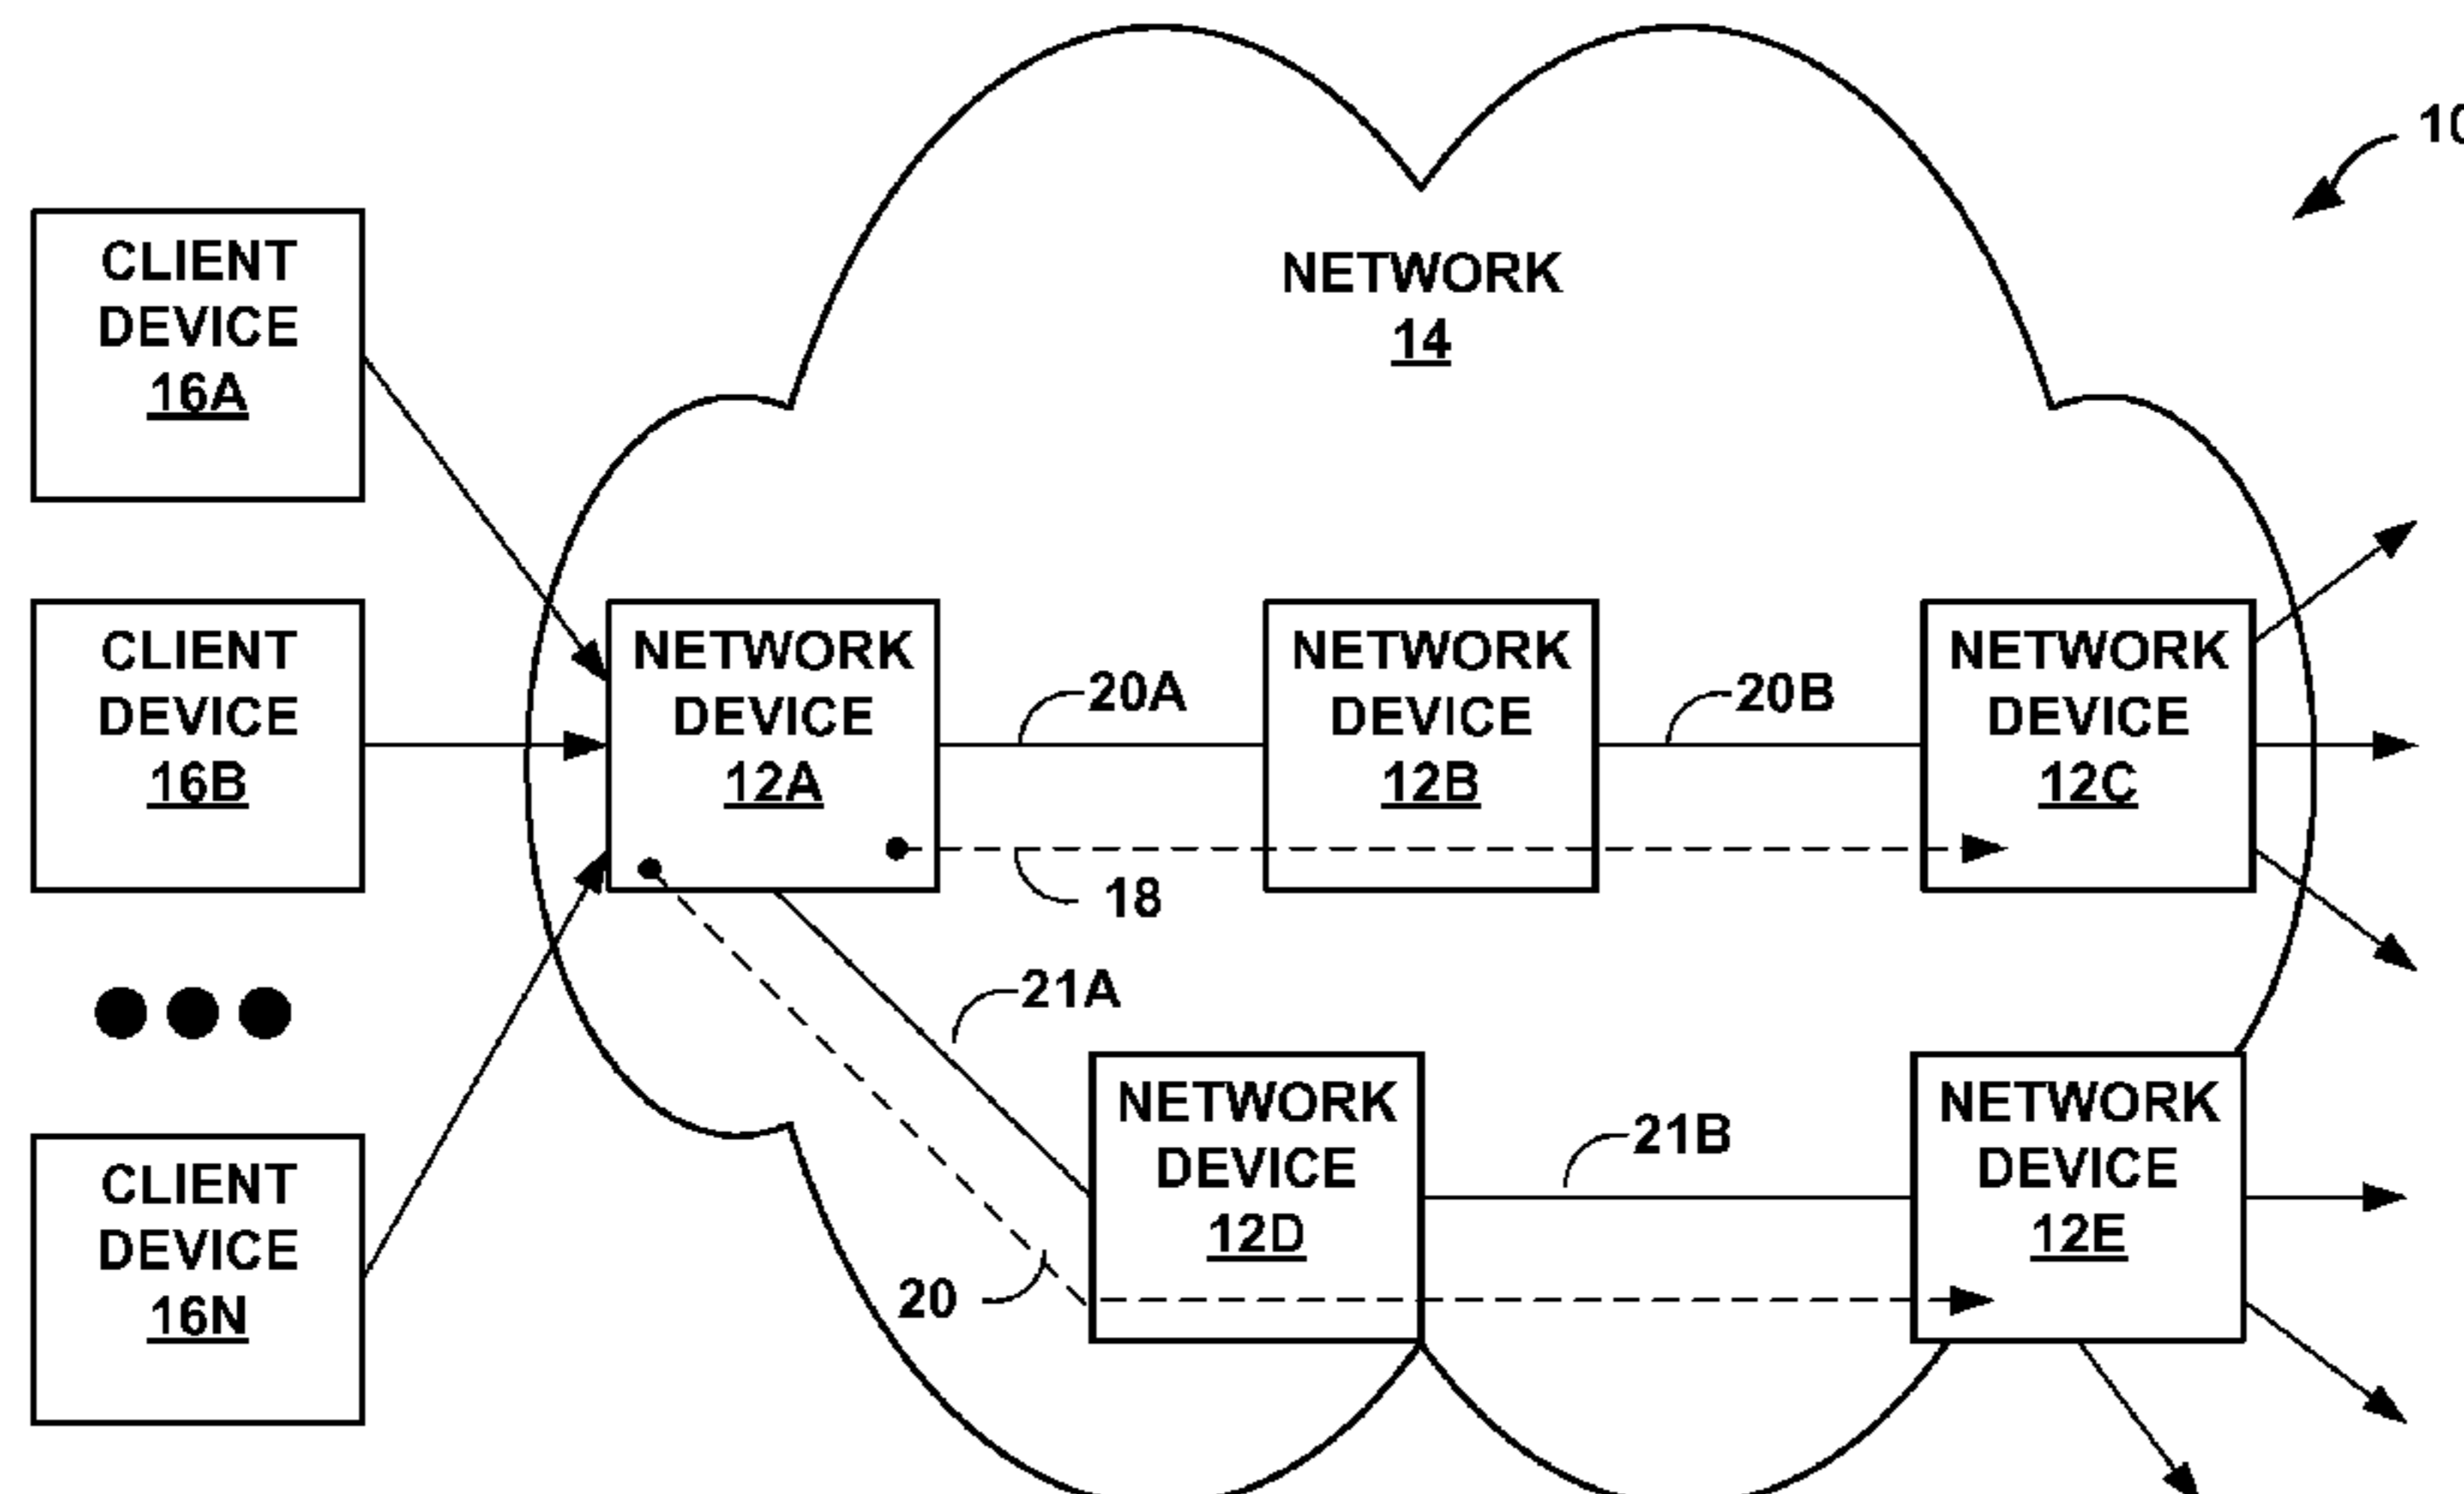 10
NETWORK
14
CLIENT
DEVICE
16A
CLIENT
DEVICE
16B
NETWORK
DEVICE
12A
20A
NETWORK
DEVICE
12B
20B
NETWORK
DEVICE
12C
18
21A
CLIENT
DEVICE
16N
20
NETWORK
DEVICE
12D
21B
NETWORK
DEVICE
12E